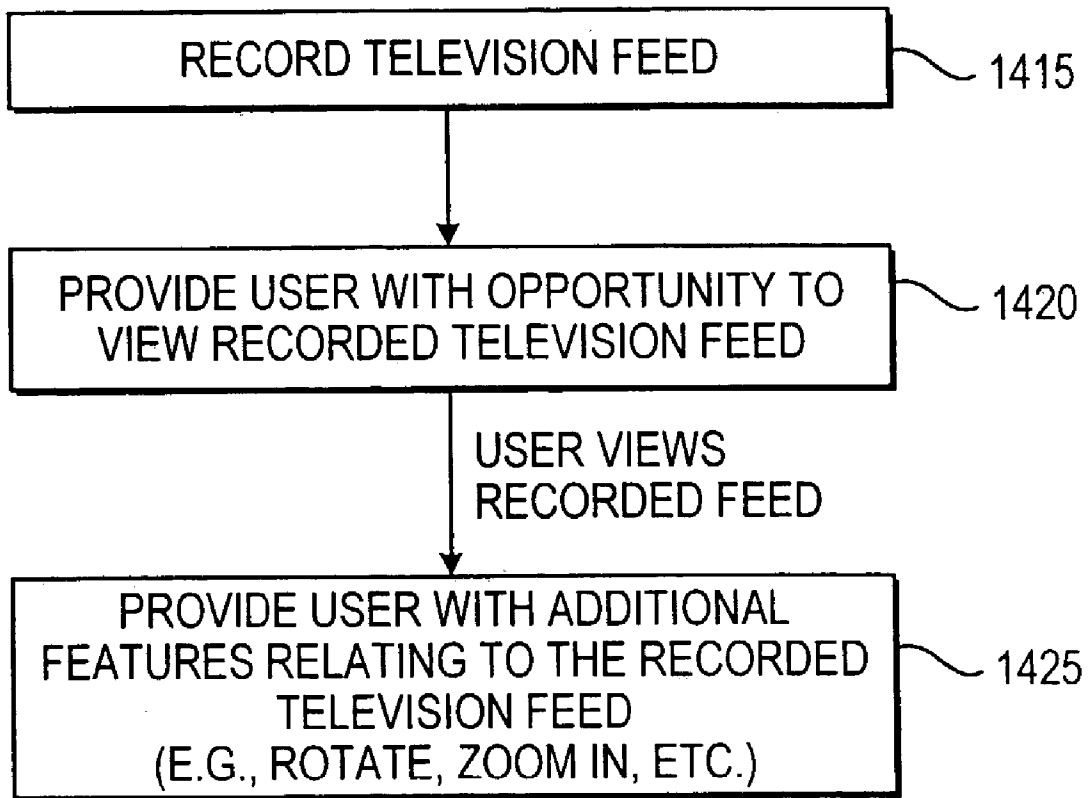 RECORD TELEVISION FEED
1415
PROVIDE USER WITH OPPORTUNITY TO
VIEW RECORDED TELEVISION FEED
1420
USER VIEWS
RECORDED FEED
PROVIDE USER WITH ADDITIONAL
FEATURES RELATING TO THE RECORDED
TELEVISION FEED
(E.G., ROTATE, ZOOM IN, ETC.)
1425